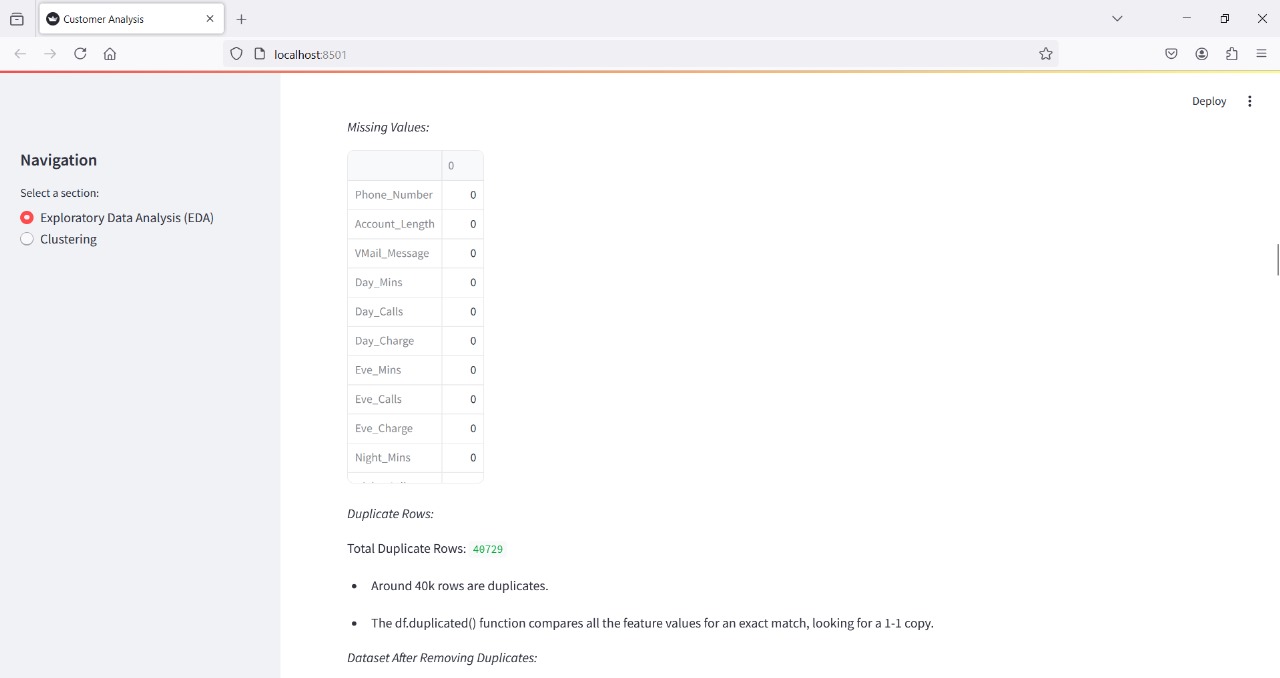 Customer Analysis
localhost:8501
Deploy
Navigation
Select a section:
Exploratory Data Analysis (EDA)
Clustering
Missing Values:
0
Phone_Number 0
Account_Length 0
VMail_Message 0
Day_Mins 0
Day_Calls 0
Day_Charge 0
Eve_Mins 0
Eve_Calls 0
Eve_Charge 0
Night_Mins 0
Duplicate Rows:
Total Duplicate Rows: 40729
• Around 40k rows are duplicates.
• The df.duplicated() function compares all the feature values for an exact match, looking for a 1-1 copy.
Dataset After Removing Duplicates: